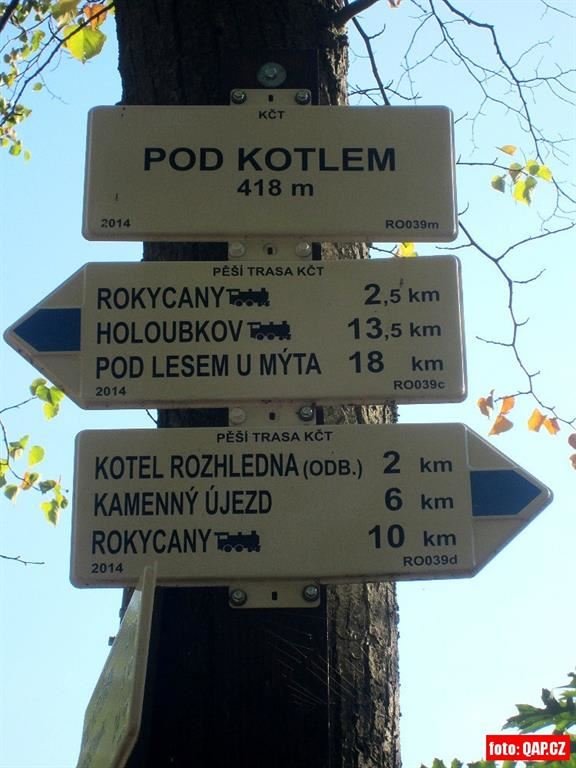 KČT
POD KOTLEM
418 m
2014 RO039m
PĚŠÍ TRASA KČT
ROKYCANY 2,5 km
HOLOUBKOV 13,5 km
POD LESEM U MÝTA 18 km
2014 RO039c
PĚŠÍ TRASA KČT
KOTEL ROZHLEDNA (ODB.) 2 km
KAMENNÝ ÚJEZD 6 km
ROKYCANY 10 km
2014 RO039d
foto: QAP.CZ